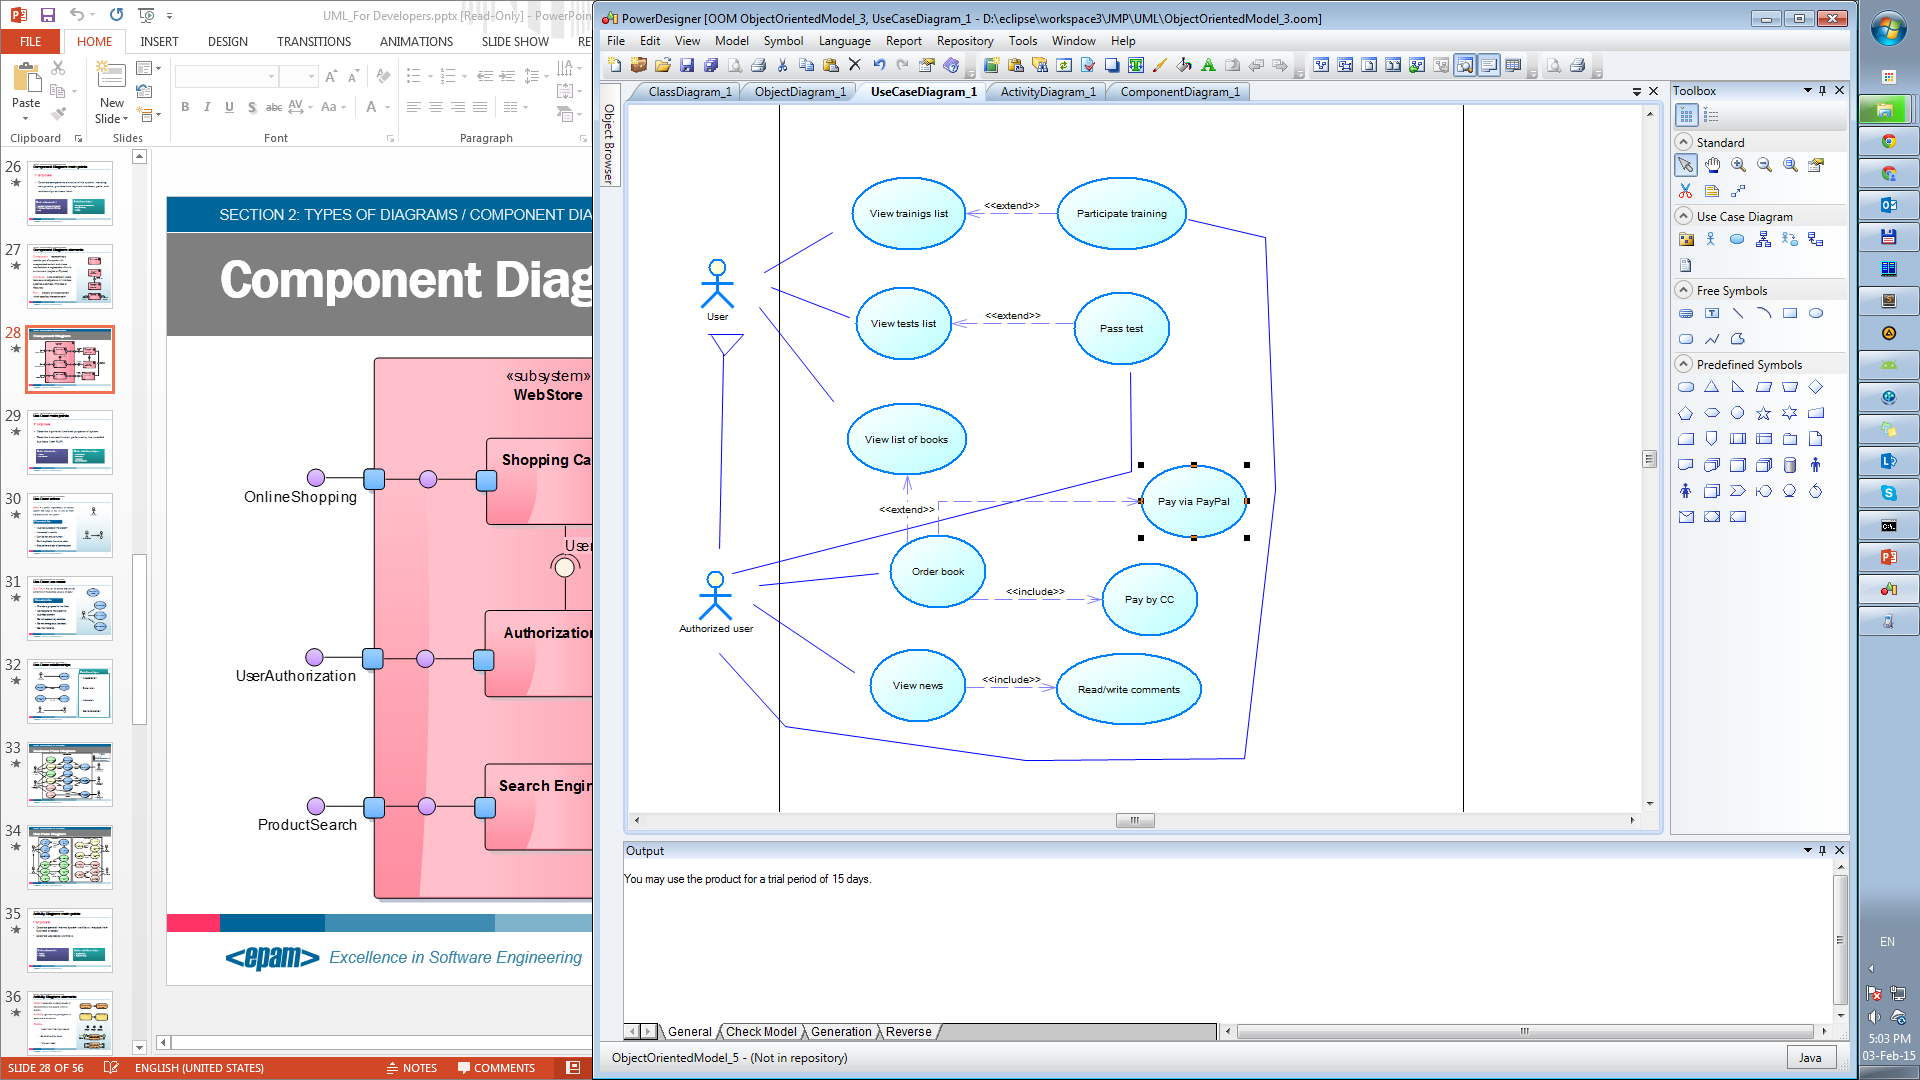 UML_For Developers.pptx [Read-Only] - PowerPoin
FILE
HOME
INSERT
DESIGN
TRANSITIONS
ANIMATIONS
SLIDE SHOW
RE
Paste
New
Slide
B I U S abc AV Aa A
Clipboard
Slides
Font
Paragraph
26
27
28
29
30
31
32
33
34
35
36
SECTION 2: TYPES OF DIAGRAMS / COMPONENT DIA
Component Diag
«subsystem»
WebStore
Shopping Ca
OnlineShopping
User
Authorization
UserAuthorization
Search Engin
ProductSearch
<epam> Excellence in Software Engineering
SLIDE 28 OF 56
ENGLISH (UNITED STATES)
NOTES
COMMENTS
PowerDesigner [OOM ObjectOrientedModel_3, UseCaseDiagram_1 - D:\eclipse\workspace3\JMP\UML\ObjectOrientedModel_3.oom]
File Edit View Model Symbol Language Report Repository Tools Window Help
Object Browser
ClassDiagram_1
ObjectDiagram_1
UseCaseDiagram_1
ActivityDiagram_1
ComponentDiagram_1
View trainigs list
<<extend>>
Participate training
User
View tests list
<<extend>>
Pass test
View list of books
<<extend>>
Pay via PayPal
Order book
<<include>>
Pay by CC
Authorized user
View news
<<include>>
Read/write comments
Toolbox
Standard
Use Case Diagram
Free Symbols
Predefined Symbols
Output
You may use the product for a trial period of 15 days.
General
Check Model
Generation
Reverse
ObjectOrientedModel_5 - (Not in repository)
Java
EN
5:03 PM
03-Feb-15